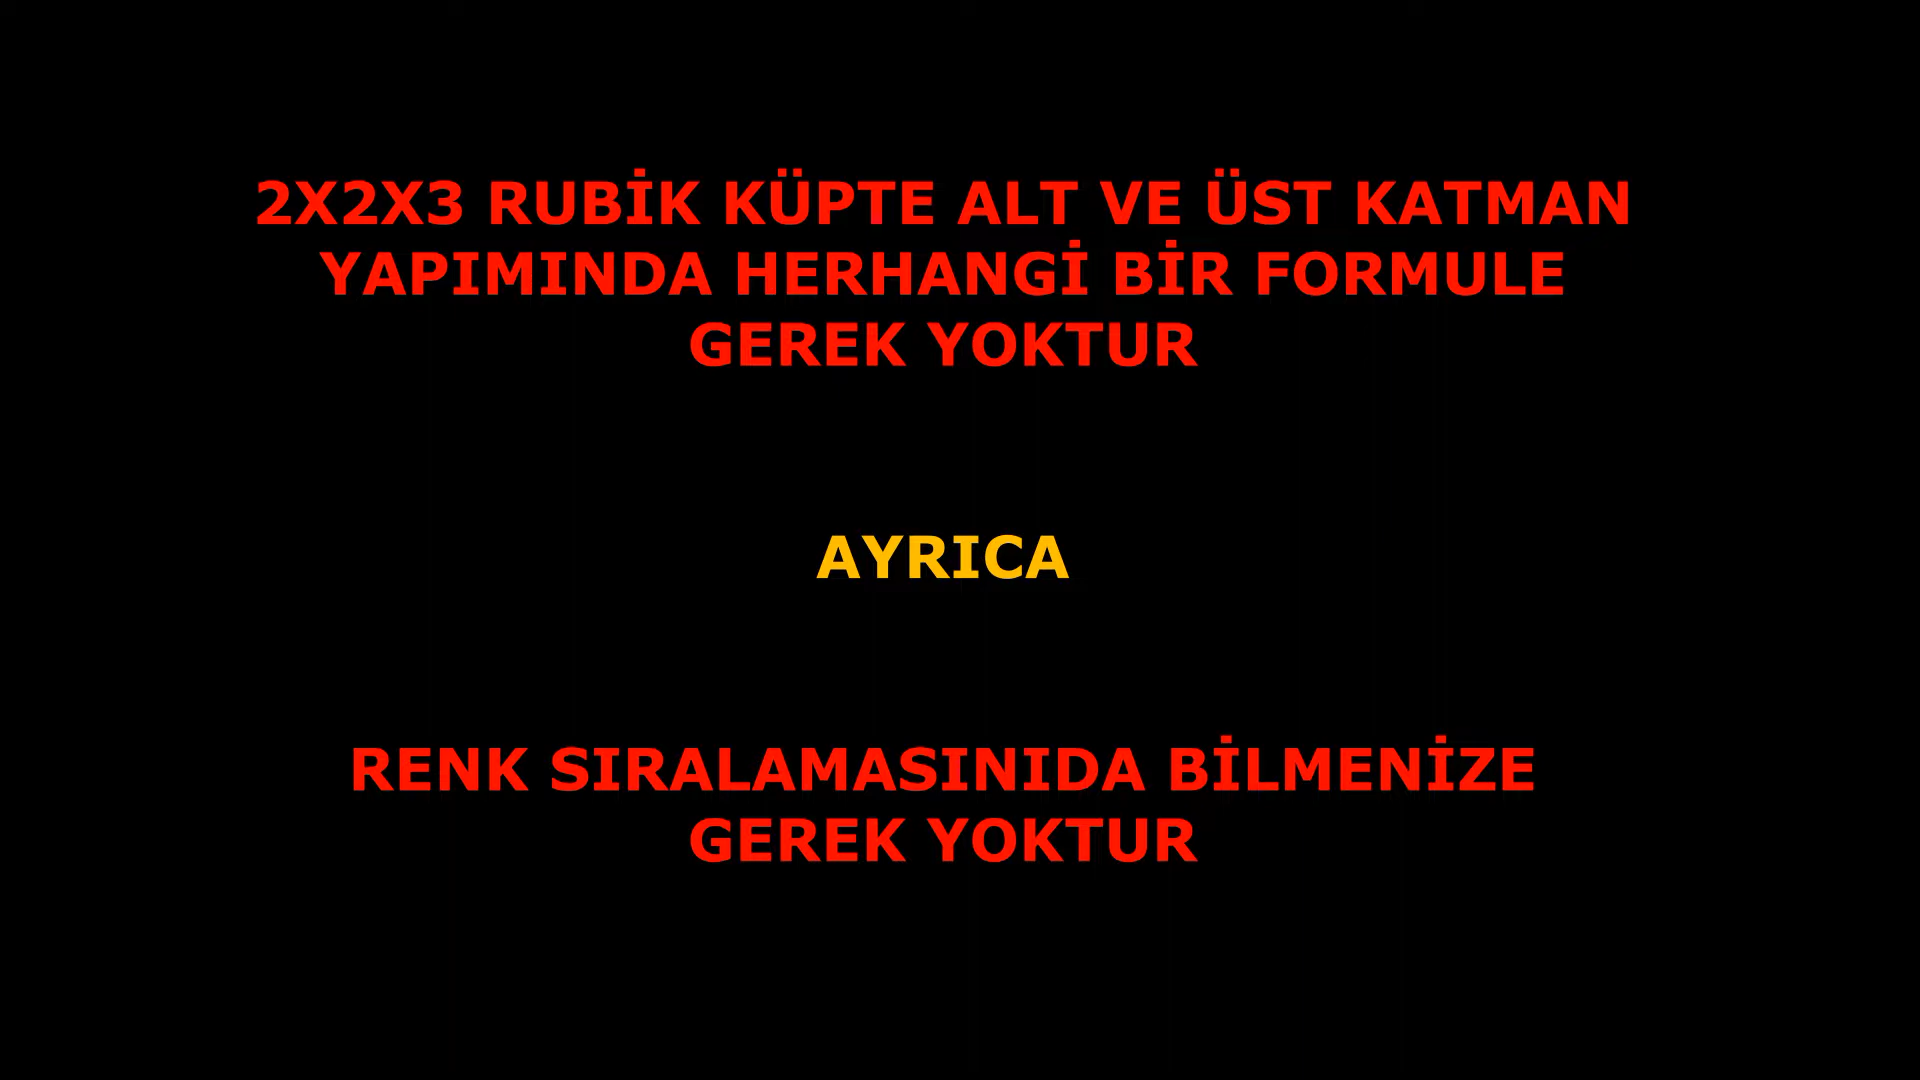 2X2X3 RUBİK KÜPTE ALT VE ÜST KATMAN
YAPIMINDA HERHANGİ BİR FORMULE
GEREK YOKTUR
AYRICA
RENK SIRALAMASINIDA BİLMENİZE
GEREK YOKTUR